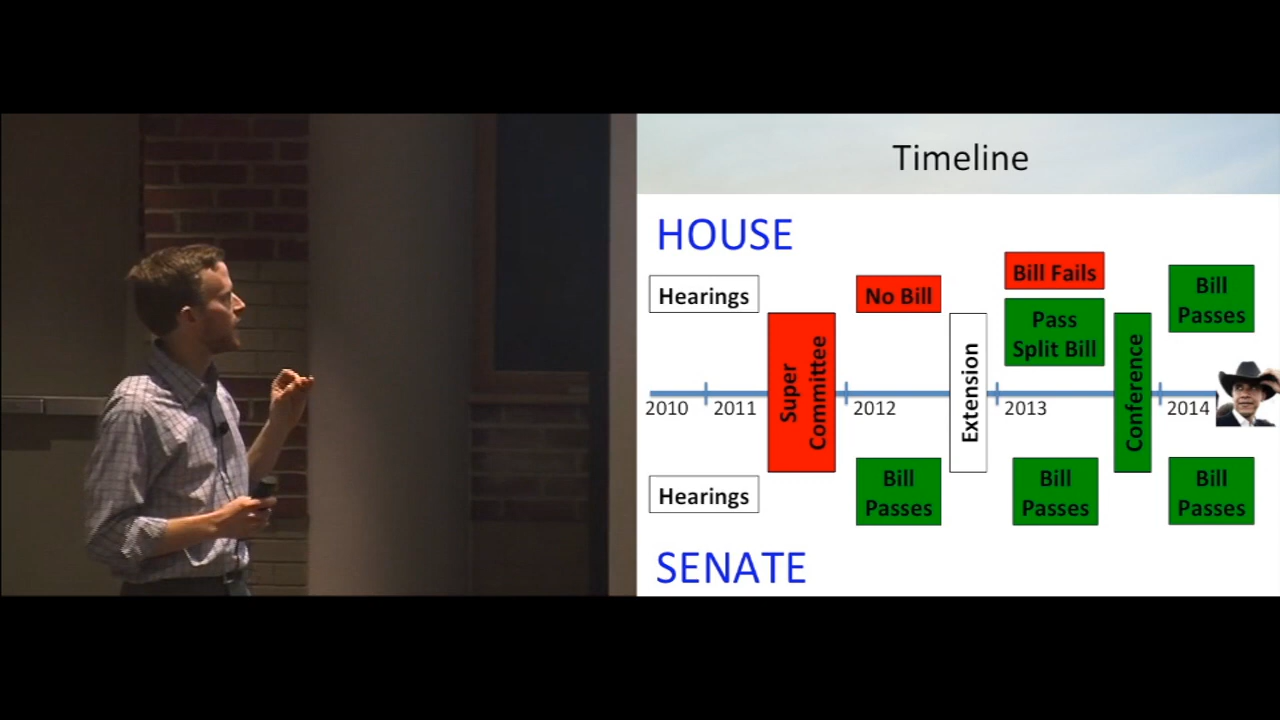 Timeline
HOUSE
Hearings
No Bill
Bill Fails
Pass
Split Bill
Bill
Passes
Super
Committee
Extension
Conference
2010
2011
2012
2013
2014
Hearings
Bill
Passes
Bill
Passes
Bill
Passes
SENATE